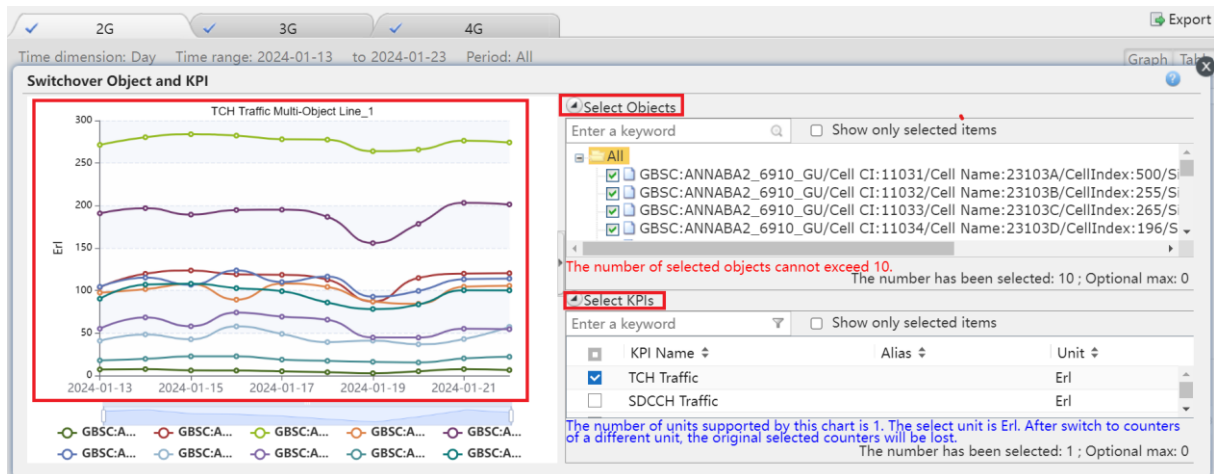 2G
3G
4G
Export
Time dimension: Day Time range: 2024-01-13 to 2024-01-23 Period: All
Graph
Switchover Object and KPI
TCH Traffic Multi-Object Line_1
300
250
200
150
100
50
0
Erl
2024-01-13 2024-01-15 2024-01-17 2024-01-19 2024-01-21
GBSC:A... GBSC:A... GBSC:A... GBSC:A... GBSC:A...
GBSC:A... GBSC:A... GBSC:A... GBSC:A... GBSC:A...
Select Objects
Enter a keyword
Show only selected items
All
GBSC:ANNABA2_6910_GU/Cell CI:11031/Cell Name:23103A/CellIndex:500/Si
GBSC:ANNABA2_6910_GU/Cell CI:11032/Cell Name:23103B/CellIndex:255/Si
GBSC:ANNABA2_6910_GU/Cell CI:11033/Cell Name:23103C/CellIndex:265/Si
GBSC:ANNABA2_6910_GU/Cell CI:11034/Cell Name:23103D/CellIndex:196/S
The number of selected objects cannot exceed 10.
The number has been selected: 10 ; Optional max: 0
Select KPIs
Enter a keyword
Show only selected items
KPI Name Alias Unit
TCH Traffic Erl
SDCCH Traffic Erl
The number of units supported by this chart is 1. The select unit is Erl. After switch to counters
of a different unit, the original selected counters will be lost.
The number has been selected: 1 ; Optional max: 0